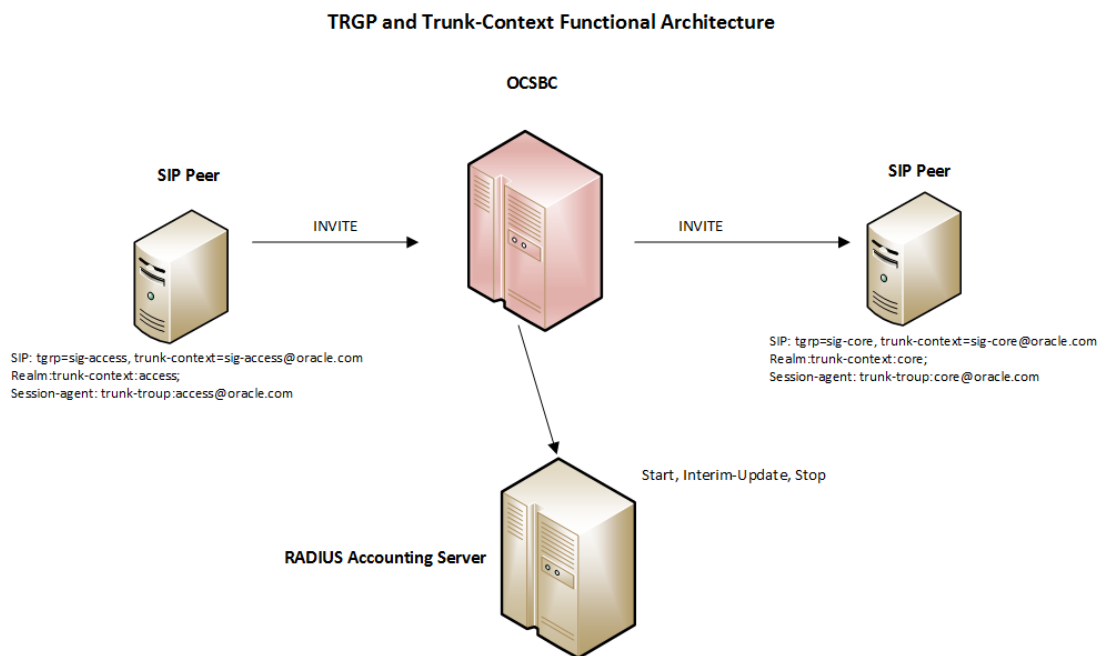 TRGP and Trunk-Context Functional Architecture
OCSBC
SIP Peer
SIP Peer
INVITE
INVITE
SIP: tgrp=sig-access, trunk-context=sig-access@oracle.com
Realm:trunk-context:access;
Session-agent: trunk-troup:access@oracle.com
SIP: tgrp=sig-core, trunk-context=sig-core@oracle.com
Realm:trunk-context:core;
Session-agent: trunk-troup:core@oracle.com
Start, Interim-Update, Stop
RADIUS Accounting Server